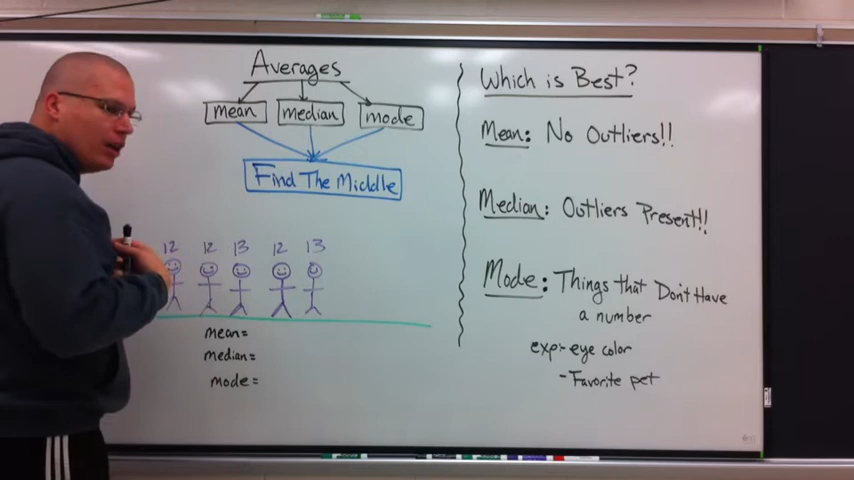 Averages
mean median mode
Find The Middle
12 12 13 12 13
mean=
median=
mode=
Which is Best?
Mean: No Outliers!!
Median: Outliers Present!!
Mode: Things that Don't Have
a number
exp:-eye color
-Favorite pet